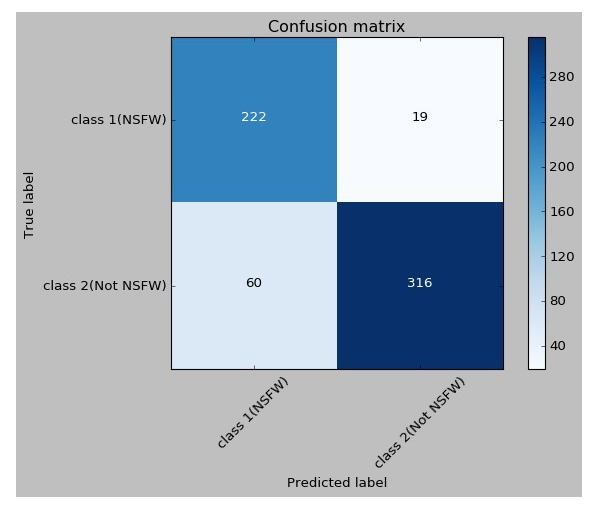 Confusion matrix
True label
class 1(NSFW)
222
19
class 2(Not NSFW)
60
316
class 1(NSFW)
class 2(Not NSFW)
Predicted label
280
240
200
160
120
80
40